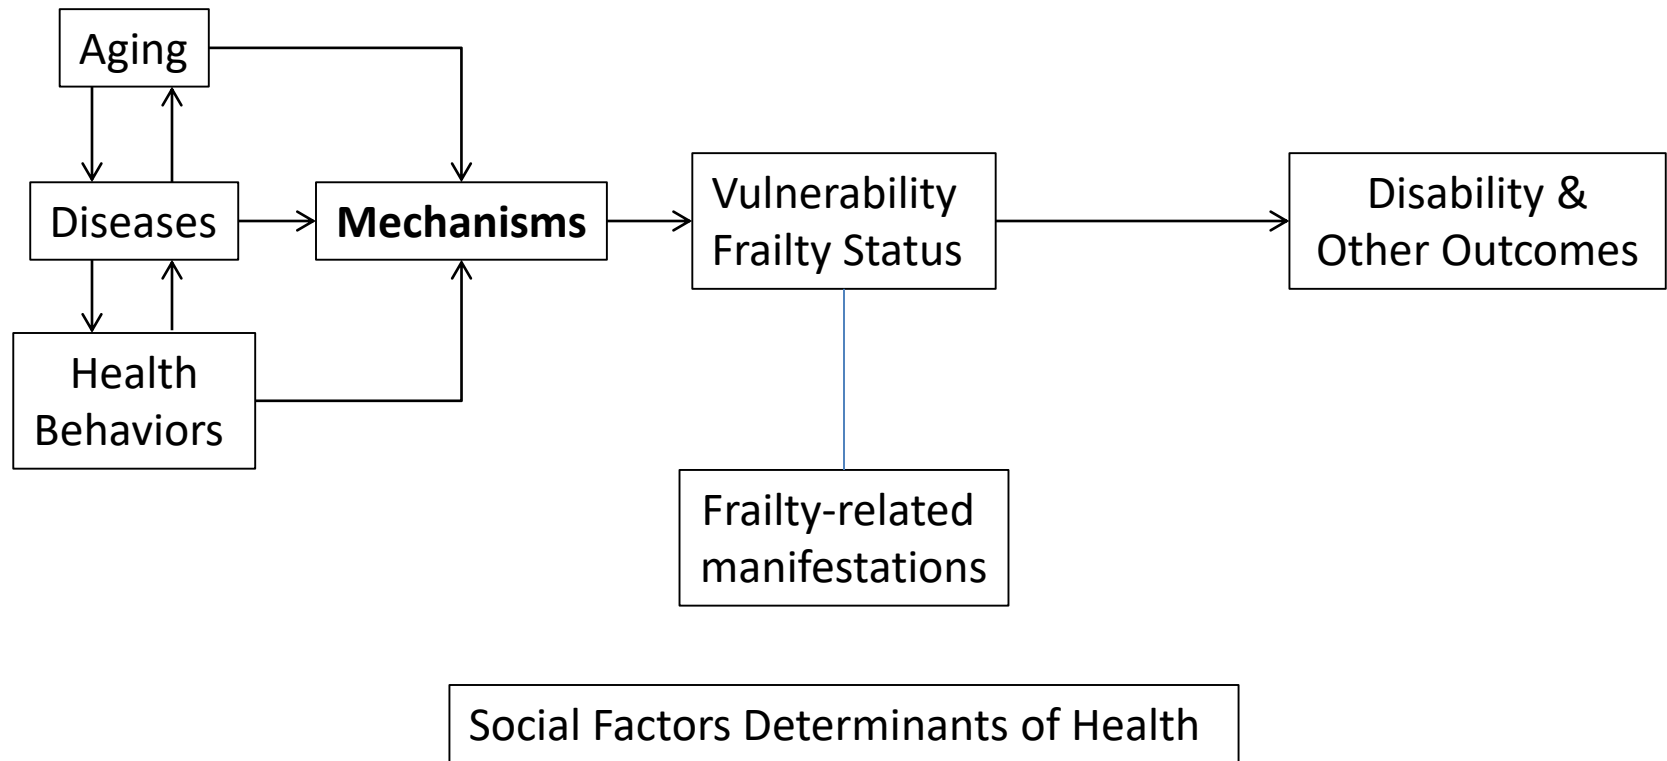 Aging
Diseases
Mechanisms
Health
Behaviors
Vulnerability
Frailty Status
Disability &
Other Outcomes
Frailty-related
manifestations
Social Factors Determinants of Health